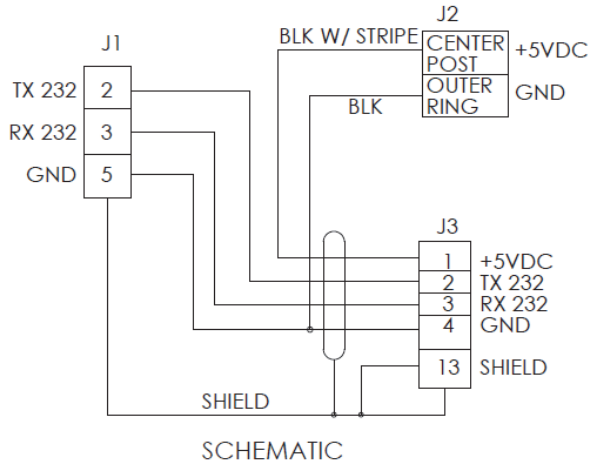 J2
BLK W/ STRIPE
CENTER POST
+5VDC
OUTER RING
GND
BLK
J1
TX 232 2
RX 232 3
GND 5
J3
1 +5VDC
2 TX 232
3 RX 232
4 GND
13 SHIELD
SHIELD
SCHEMATIC